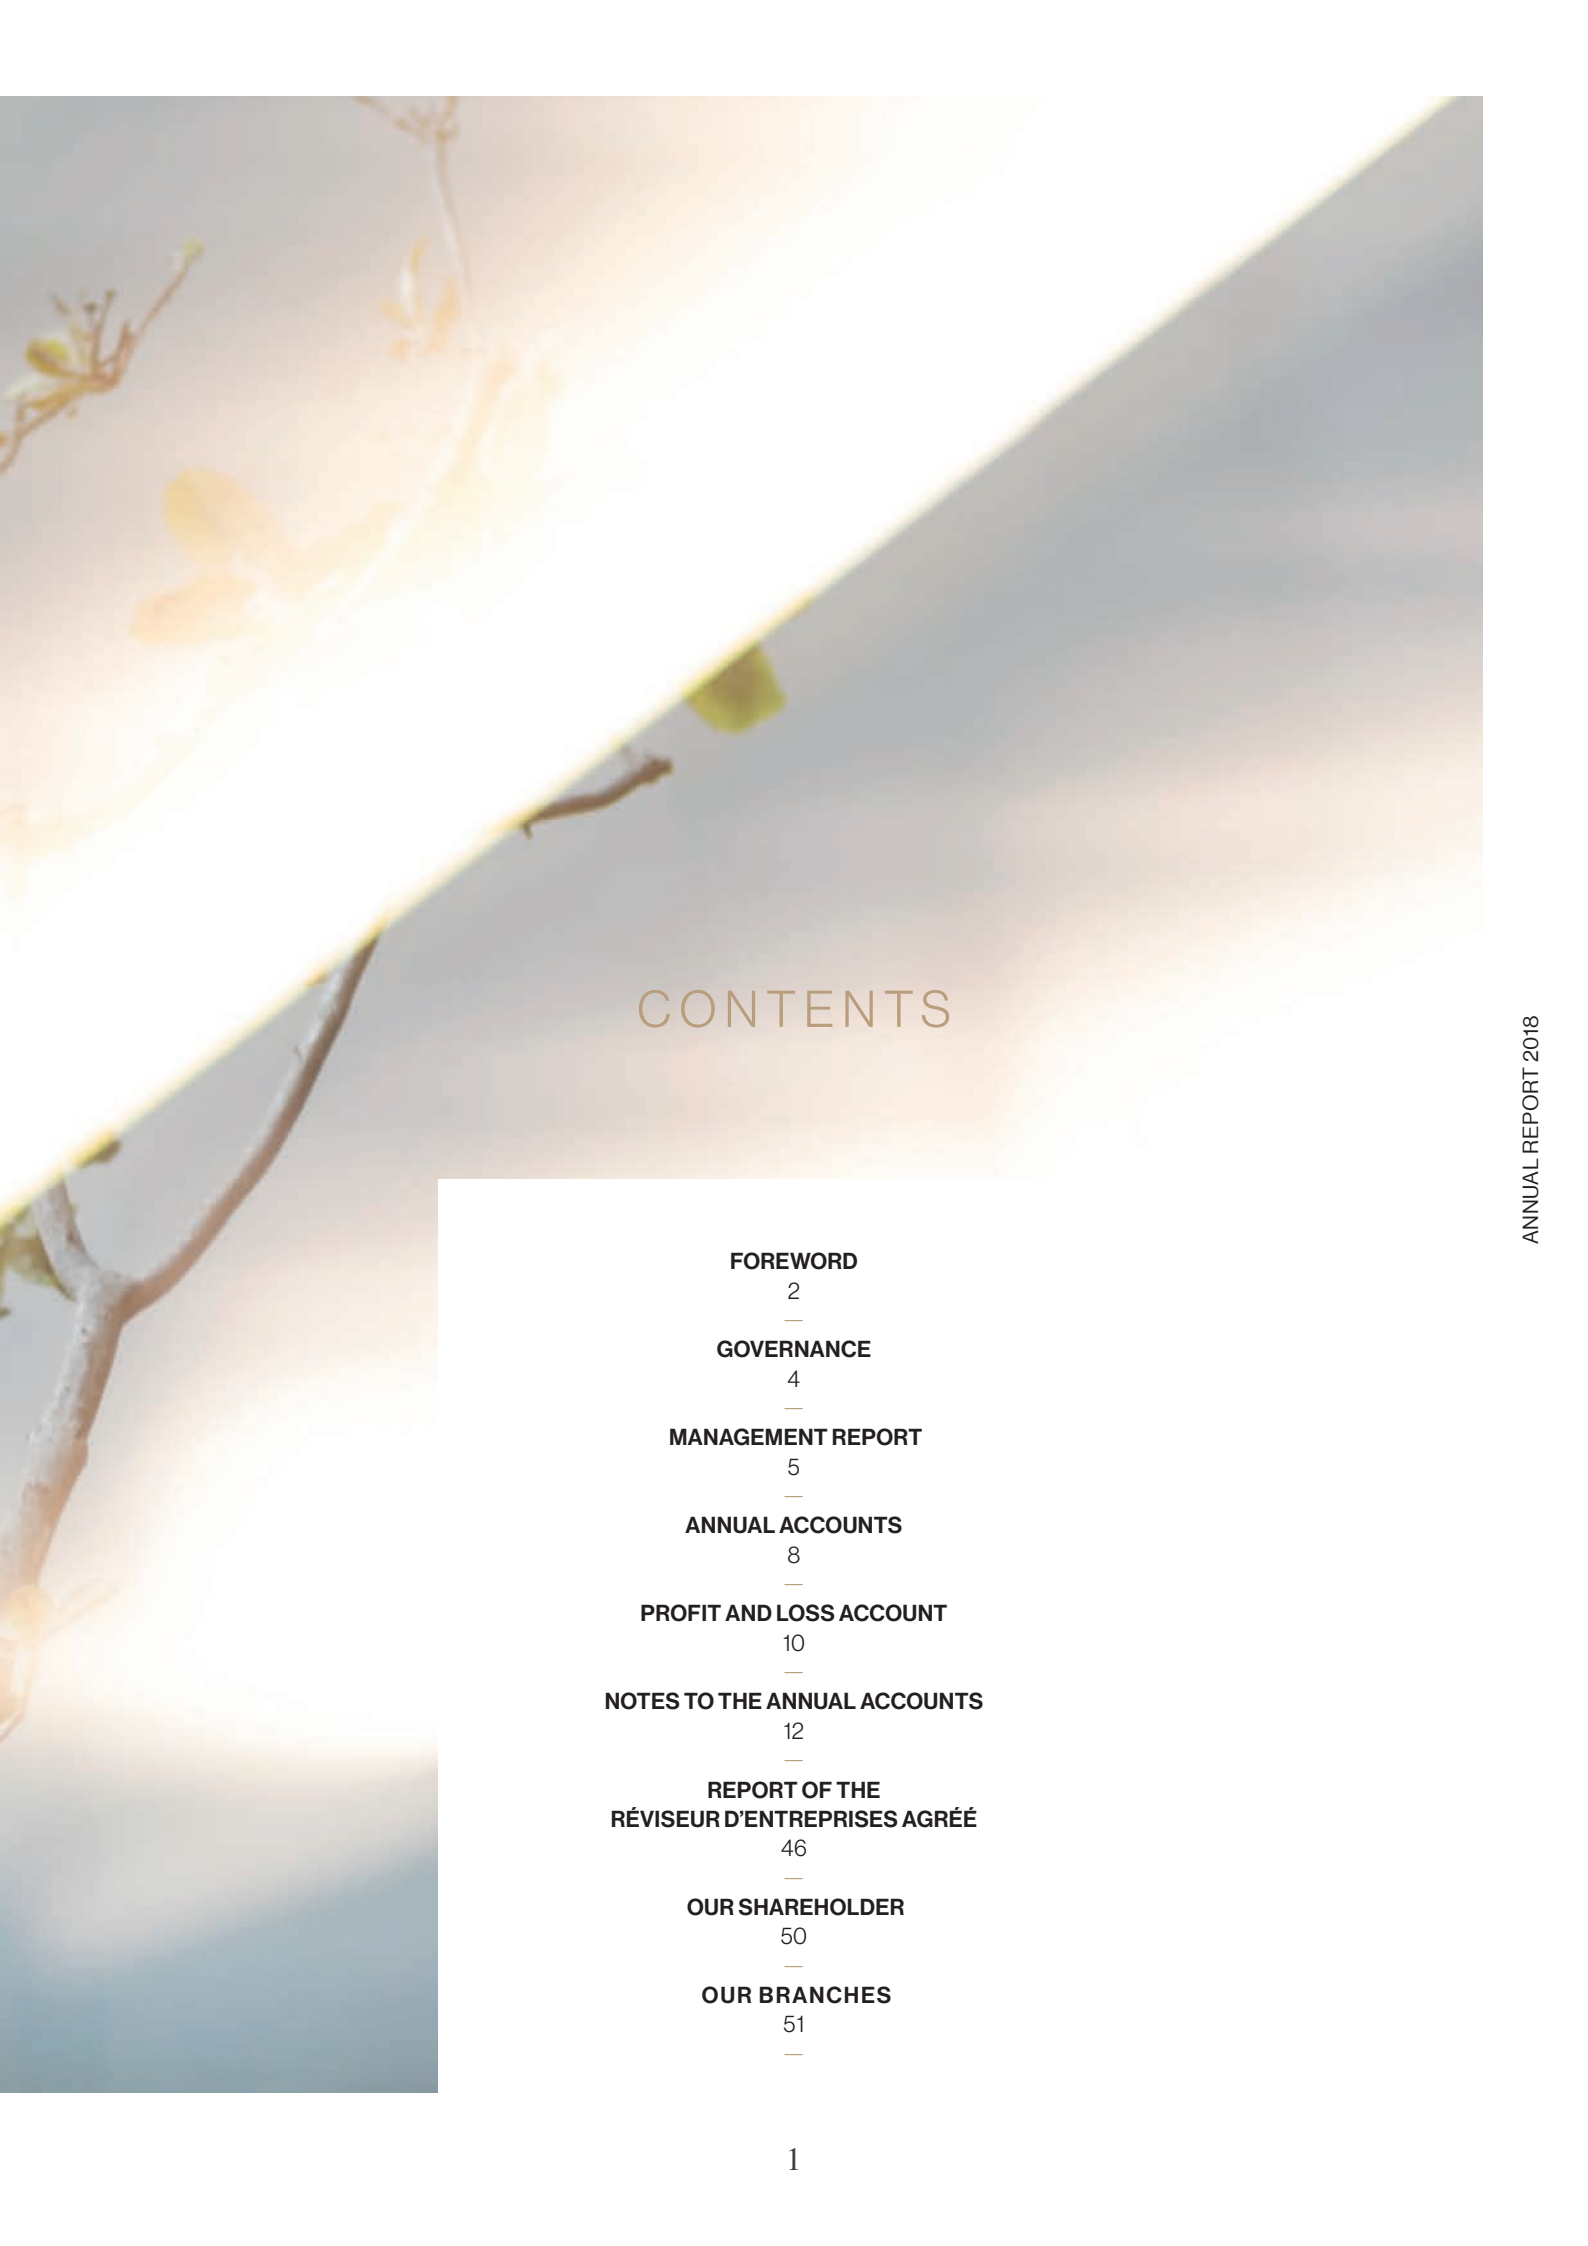 CONTENTS
ANNUAL REPORT 2018
FOREWORD
2
—
GOVERNANCE
4
—
MANAGEMENT REPORT
5
—
ANNUAL ACCOUNTS
8
—
PROFIT AND LOSS ACCOUNT
10
—
NOTES TO THE ANNUAL ACCOUNTS
12
—
REPORT OF THE
RÉVISEUR D’ENTREPRISES AGRÉÉ
46
—
OUR SHAREHOLDER
50
—
OUR BRANCHES
51
—
1